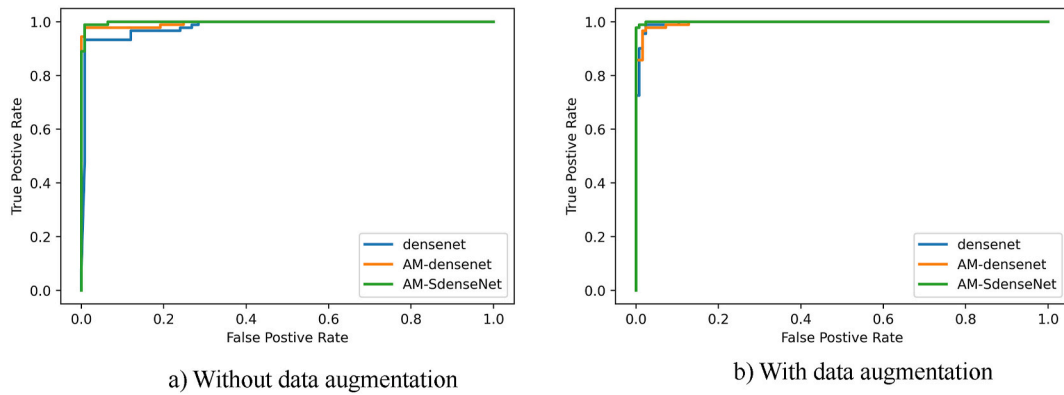 1.0
0.8
0.6
0.4
0.2
0.0
True Postive Rate
densenet
AM-densenet
AM-SdenseNet
0.0 0.2 0.4 0.6 0.8 1.0
False Postive Rate
a) Without data augmentation
1.0
0.8
0.6
0.4
0.2
0.0
True Postive Rate
densenet
AM-densenet
AM-SdenseNet
0.0 0.2 0.4 0.6 0.8 1.0
False Postive Rate
b) With data augmentation